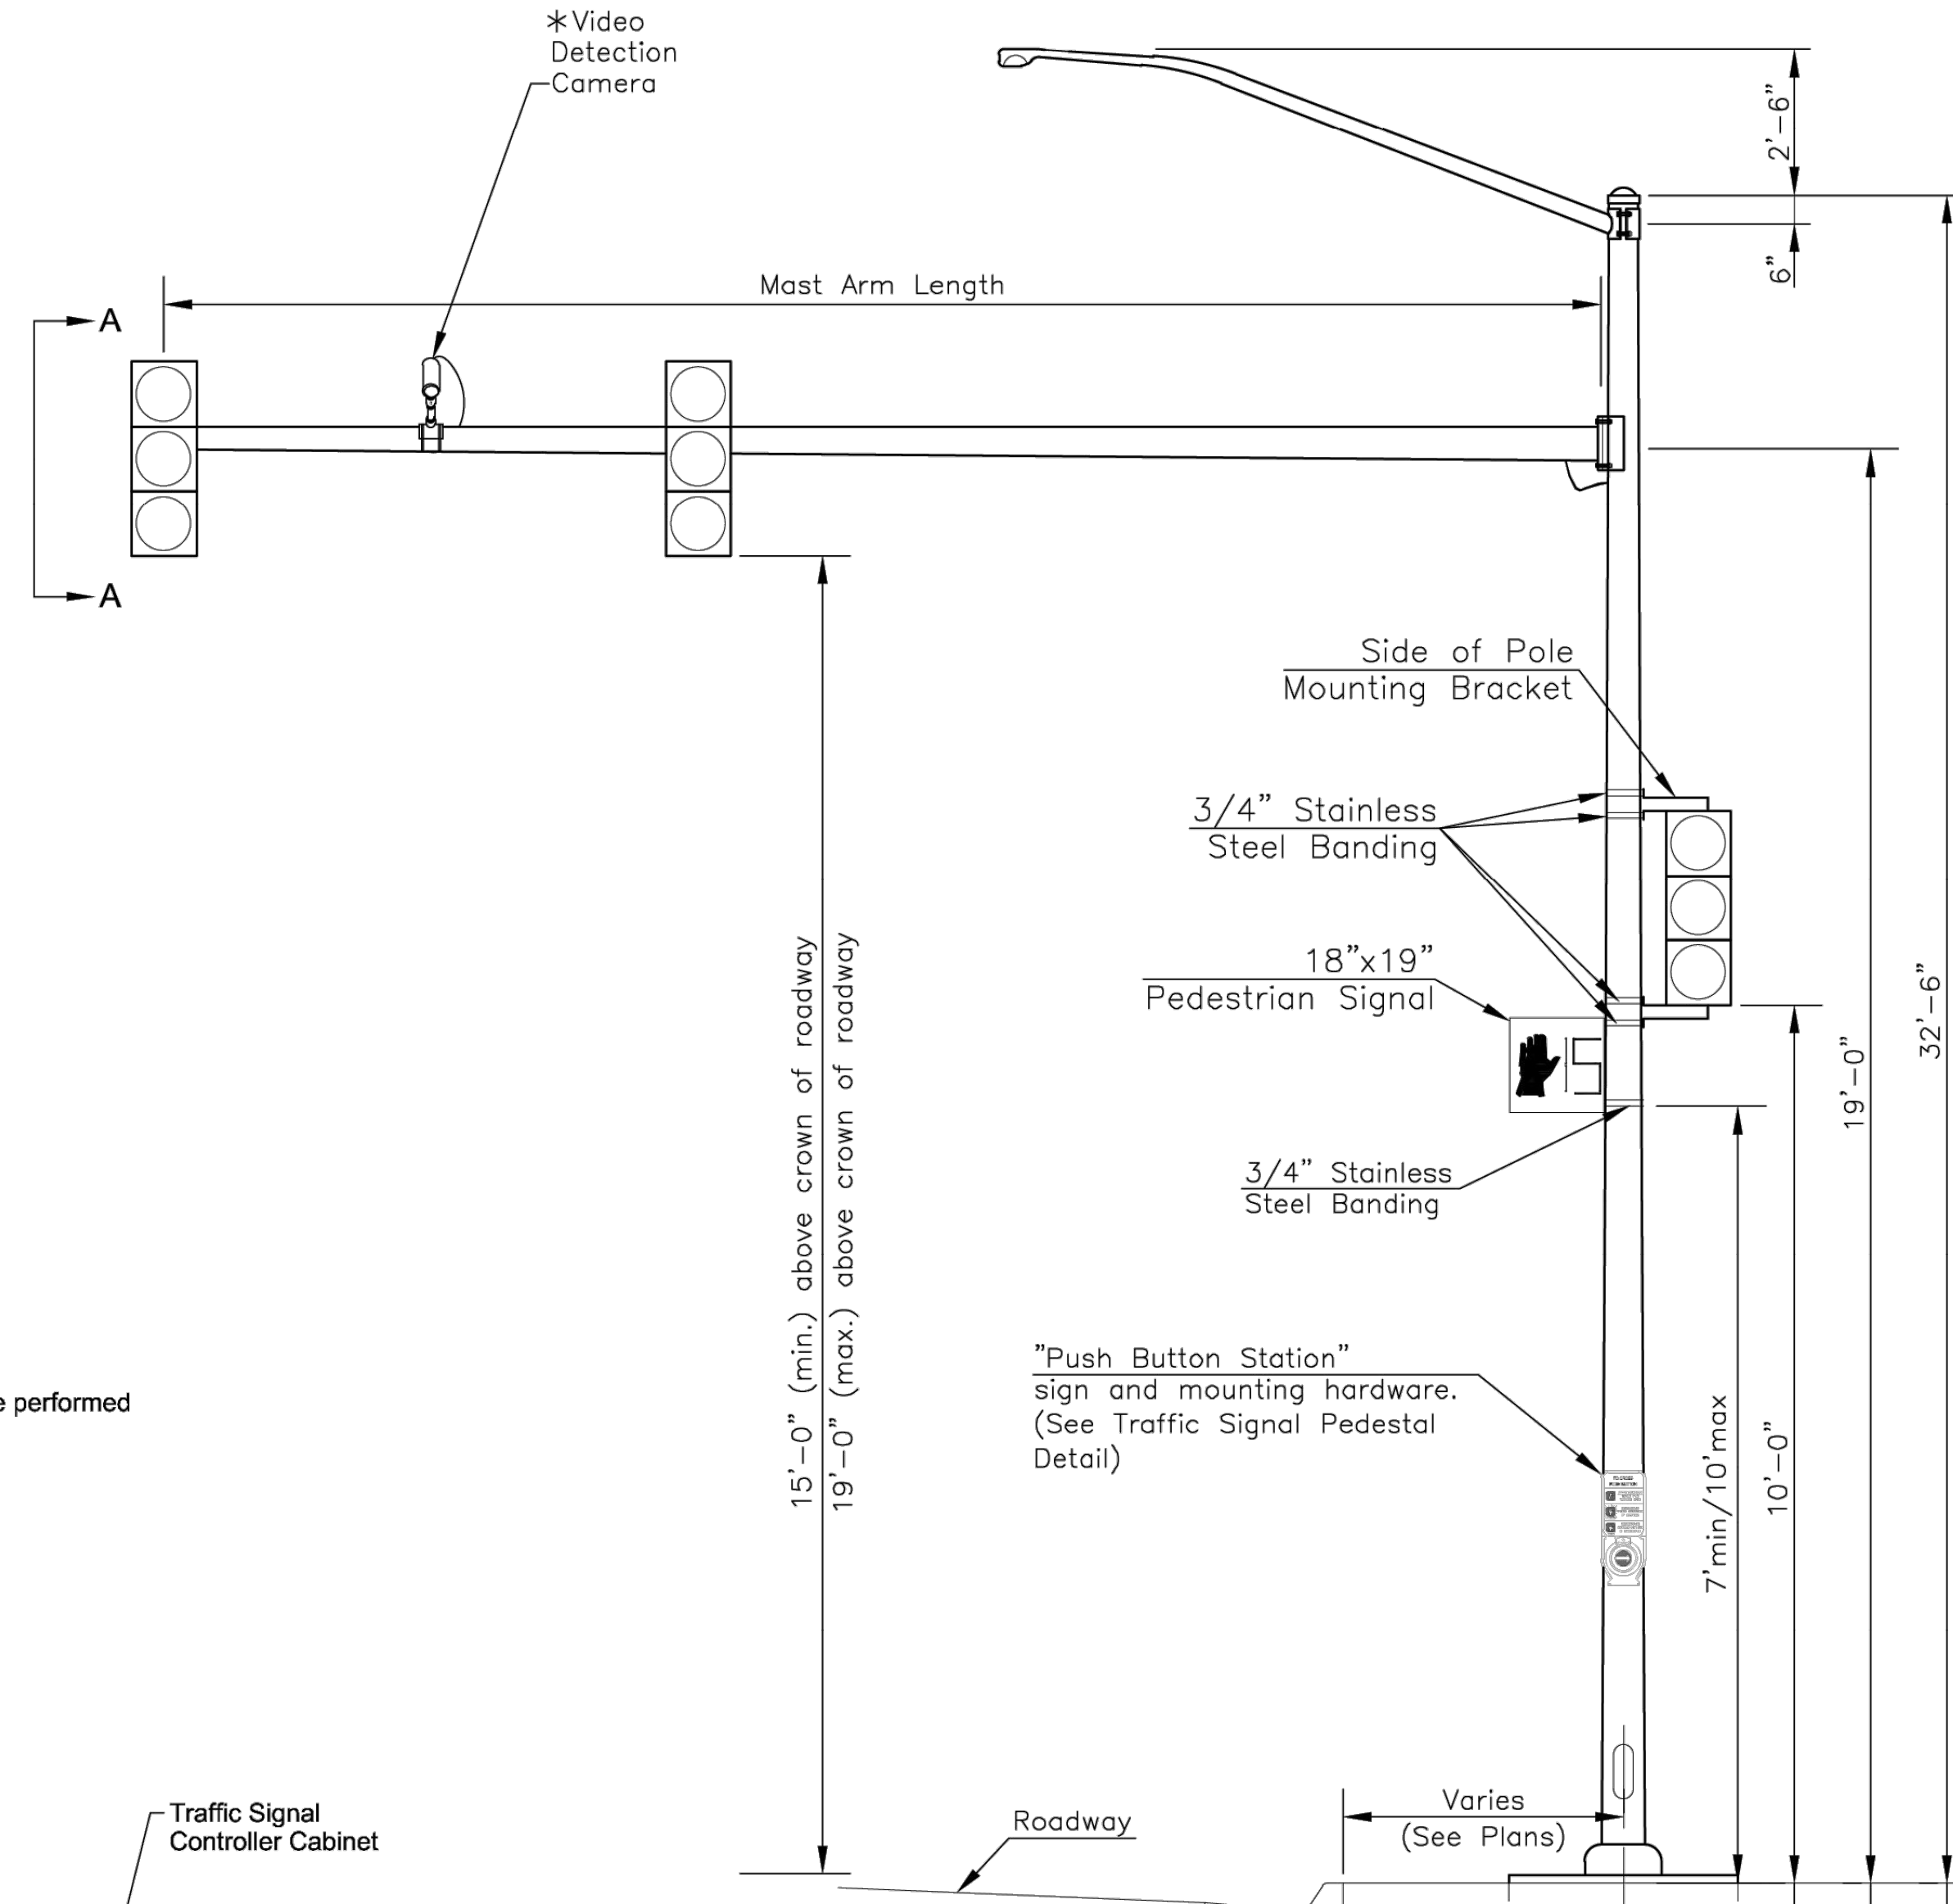 *Video
Detection
Camera
2'-6"
6"
Mast Arm Length
A
A
Side of Pole
Mounting Bracket
3/4" Stainless
Steel Banding
18"x19"
Pedestrian Signal
3/4" Stainless
Steel Banding
15'-0" (min.) above crown of roadway
19'-0" (max.) above crown of roadway
"Push Button Station"
sign and mounting hardware.
(See Traffic Signal Pedestal
Detail)
7'min/10'max
10'-0"
19'-0"
32'-6"
performed
Traffic Signal
Controller Cabinet
Roadway
Varies
(See Plans)